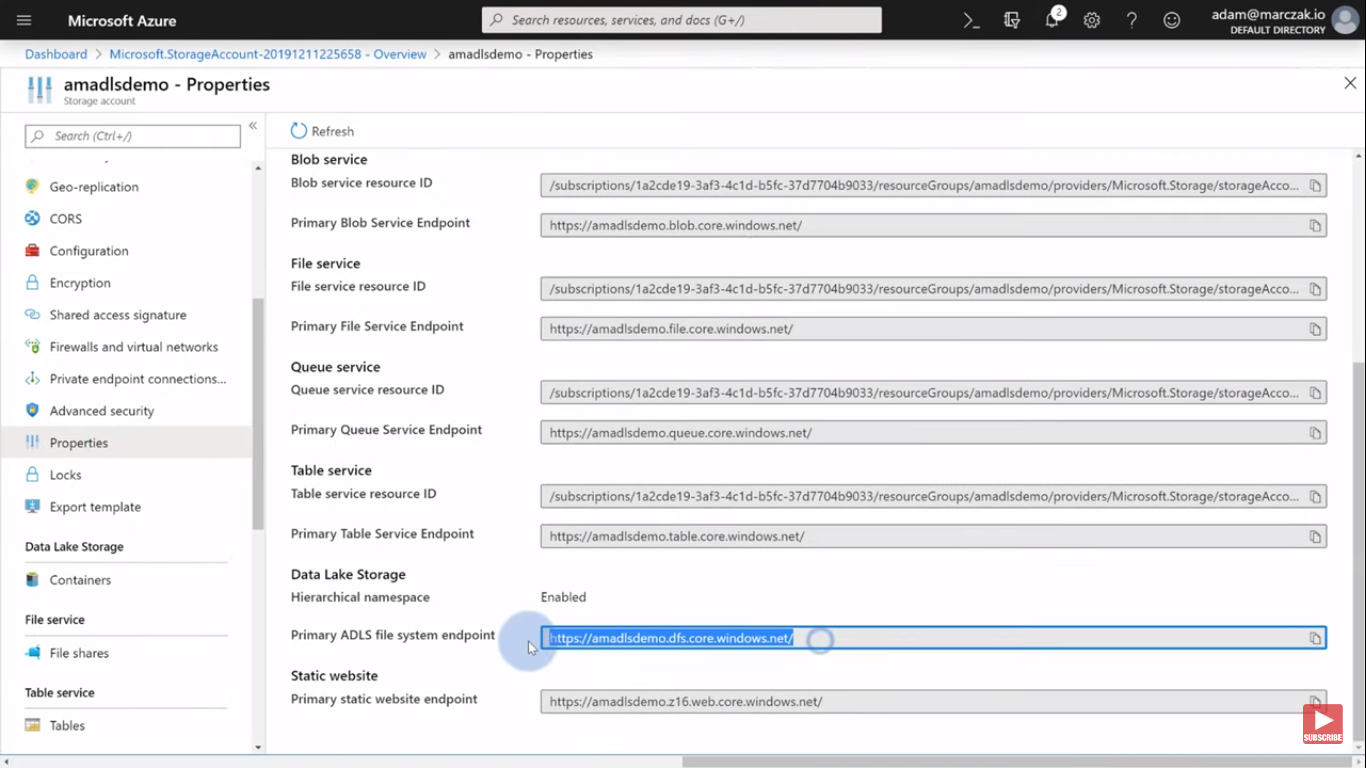 Microsoft Azure
Search resources, services, and docs (G+/)
2
adam@marczak.io
DEFAULT DIRECTORY
Dashboard > Microsoft.StorageAccount-20191211225658 - Overview > amadlsdemo - Properties
amadlsdemo - Properties
Storage account
Search (Ctrl+/)
Geo-replication
CORS
Configuration
Encryption
Shared access signature
Firewalls and virtual networks
Private endpoint connections...
Advanced security
Properties
Locks
Export template
Data Lake Storage
Containers
File service
File shares
Table service
Tables
Refresh
Blob service
Blob service resource ID
/subscriptions/1a2cde19-3af3-4c1d-b5fc-37d7704b9033/resourceGroups/amadlsdemo/providers/Microsoft.Storage/storageAcco...
Primary Blob Service Endpoint
https://amadlsdemo.blob.core.windows.net/
File service
File service resource ID
/subscriptions/1a2cde19-3af3-4c1d-b5fc-37d7704b9033/resourceGroups/amadlsdemo/providers/Microsoft.Storage/storageAcco...
Primary File Service Endpoint
https://amadlsdemo.file.core.windows.net/
Queue service
Queue service resource ID
/subscriptions/1a2cde19-3af3-4c1d-b5fc-37d7704b9033/resourceGroups/amadlsdemo/providers/Microsoft.Storage/storageAcco...
Primary Queue Service Endpoint
https://amadlsdemo.queue.core.windows.net/
Table service
Table service resource ID
/subscriptions/1a2cde19-3af3-4c1d-b5fc-37d7704b9033/resourceGroups/amadlsdemo/providers/Microsoft.Storage/storageAcco...
Primary Table Service Endpoint
https://amadlsdemo.table.core.windows.net/
Data Lake Storage
Hierarchical namespace
Enabled
Primary ADLS file system endpoint
https://amadlsdemo.dfs.core.windows.net/
Static website
Primary static website endpoint
https://amadlsdemo.z16.web.core.windows.net/
SUBSCRIBE